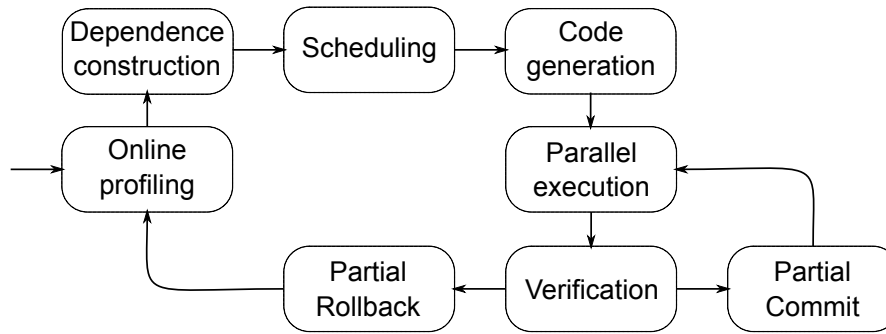 Dependence
construction
Scheduling
Code
generation
Online
profiling
Parallel
execution
Partial
Rollback
Verification
Partial
Commit